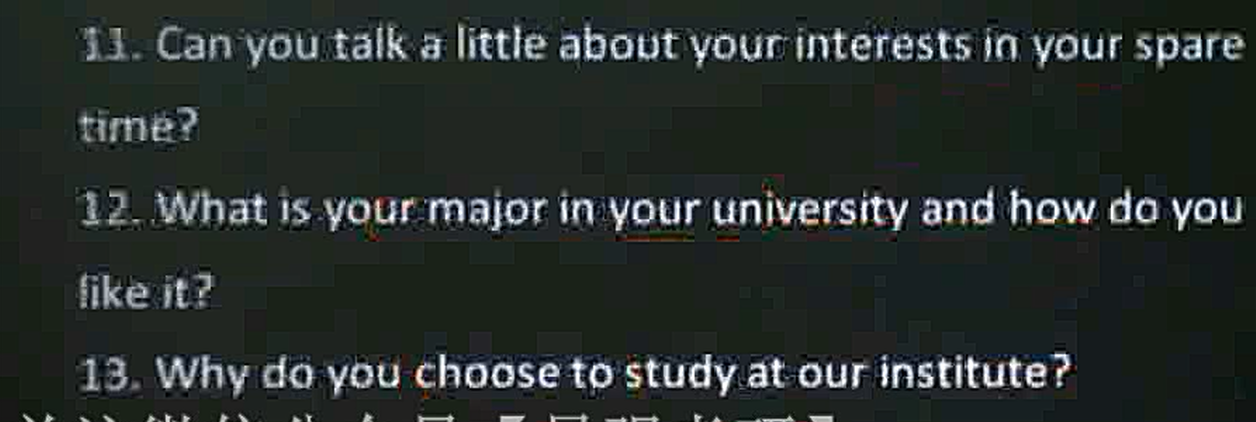 11. Can you talk a little about your interests in your spare
time?
12. What is your major in your university and how do you
like it?
13. Why do you choose to study at our institute?